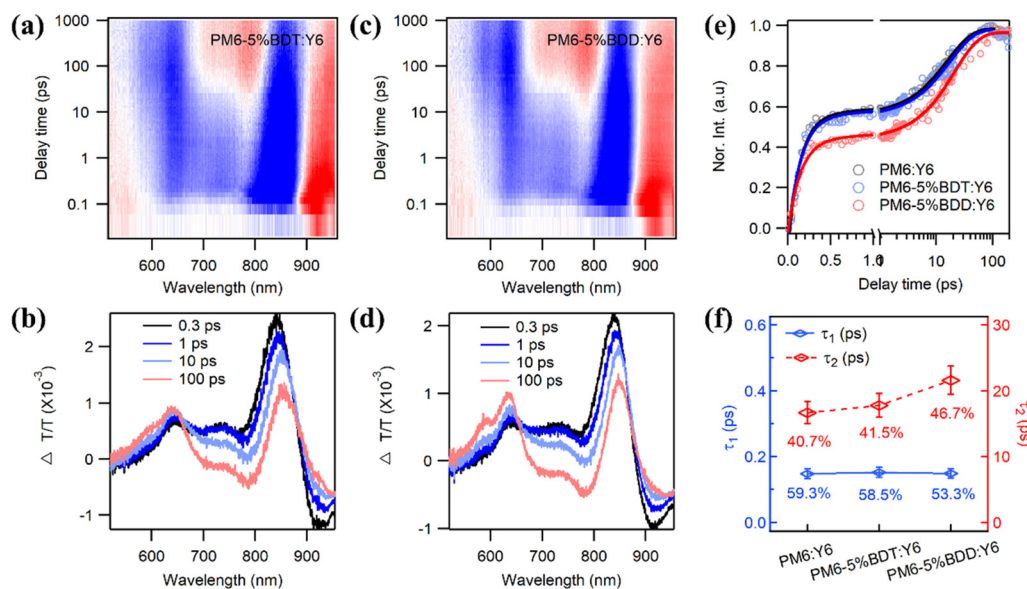 (a)
PM6-5%BDT:Y6
1000
100
10
1
0.1
Delay time (ps)
600 700 800 900
Wavelength (nm)
(c)
PM6-5%BDD:Y6
1000
100
10
1
0.1
Delay time (ps)
600 700 800 900
Wavelength (nm)
(e)
1.0
0.8
0.6
0.4
0.2
0.0
Nor. Int. (a.u)
PM6:Y6
PM6-5%BDT:Y6
PM6-5%BDD:Y6
0.0 0.5 1.0 1 10 100
Delay time (ps)
(b)
0.3 ps
1 ps
10 ps
100 ps
2
1
0
-1
△ T/T (X10⁻³)
600 700 800 900
Wavelength (nm)
(d)
0.3 ps
1 ps
10 ps
100 ps
2
1
0
-1
△ T/T (X10⁻³)
600 700 800 900
Wavelength (nm)
(f)
τ₁ (ps)
τ₂ (ps)
0.6
0.4
0.2
0.0
τ₁ (ps)
30
20
10
0
τ₂ (ps)
40.7% 41.5% 46.7%
59.3% 58.5% 53.3%
PM6:Y6
PM6-5%BDT:Y6
PM6-5%BDD:Y6